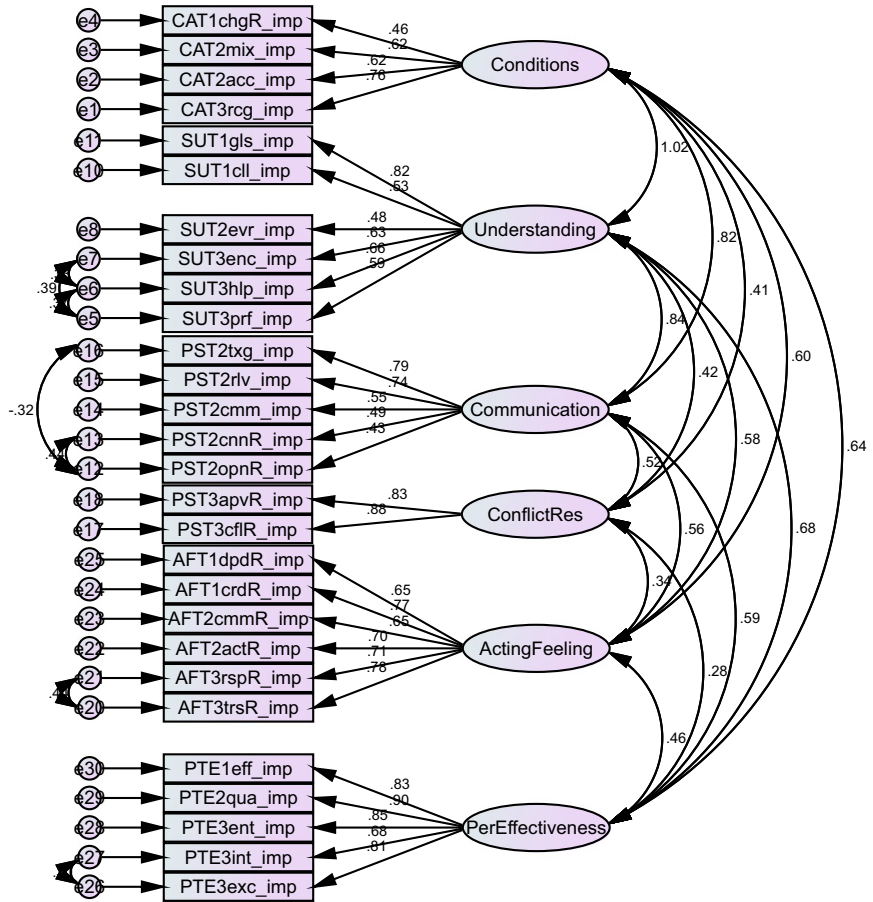 e4 CAT1chgR_imp .46
e3 CAT2mix_imp .62
e2 CAT2acc_imp .62
e1 CAT3rcg_imp .76
Conditions
e11 SUT1gls_imp .82
e10 SUT1cll_imp .53
e8 SUT2evr_imp .48
e7 SUT3enc_imp .63
e6 SUT3hlp_imp .66
e5 SUT3prf_imp .59
.39
Understanding
e16 PST2txg_imp .79
e15 PST2rlv_imp .74
e14 PST2cmm_imp .55
e13 PST2cnnR_imp .49
e12 PST2opnR_imp .43
-.32
Communication
e18 PST3apvR_imp .83
e17 PST3cflR_imp .88
ConflictRes
e25 AFT1dpdR_imp .65
e24 AFT1crdR_imp .77
e23 AFT2cmmR_imp .65
e22 AFT2actR_imp .70
e21 AFT3rspR_imp .71
e20 AFT3trsR_imp .78
ActingFeeling
e30 PTE1eff_imp .83
e29 PTE2qua_imp .90
e28 PTE3ent_imp .85
e27 PTE3int_imp .68
e26 PTE3exc_imp .81
PerEffectiveness
1.02
.82
.41
.60
.64
.84
.42
.58
.68
.52
.56
.59
.34
.28
.46